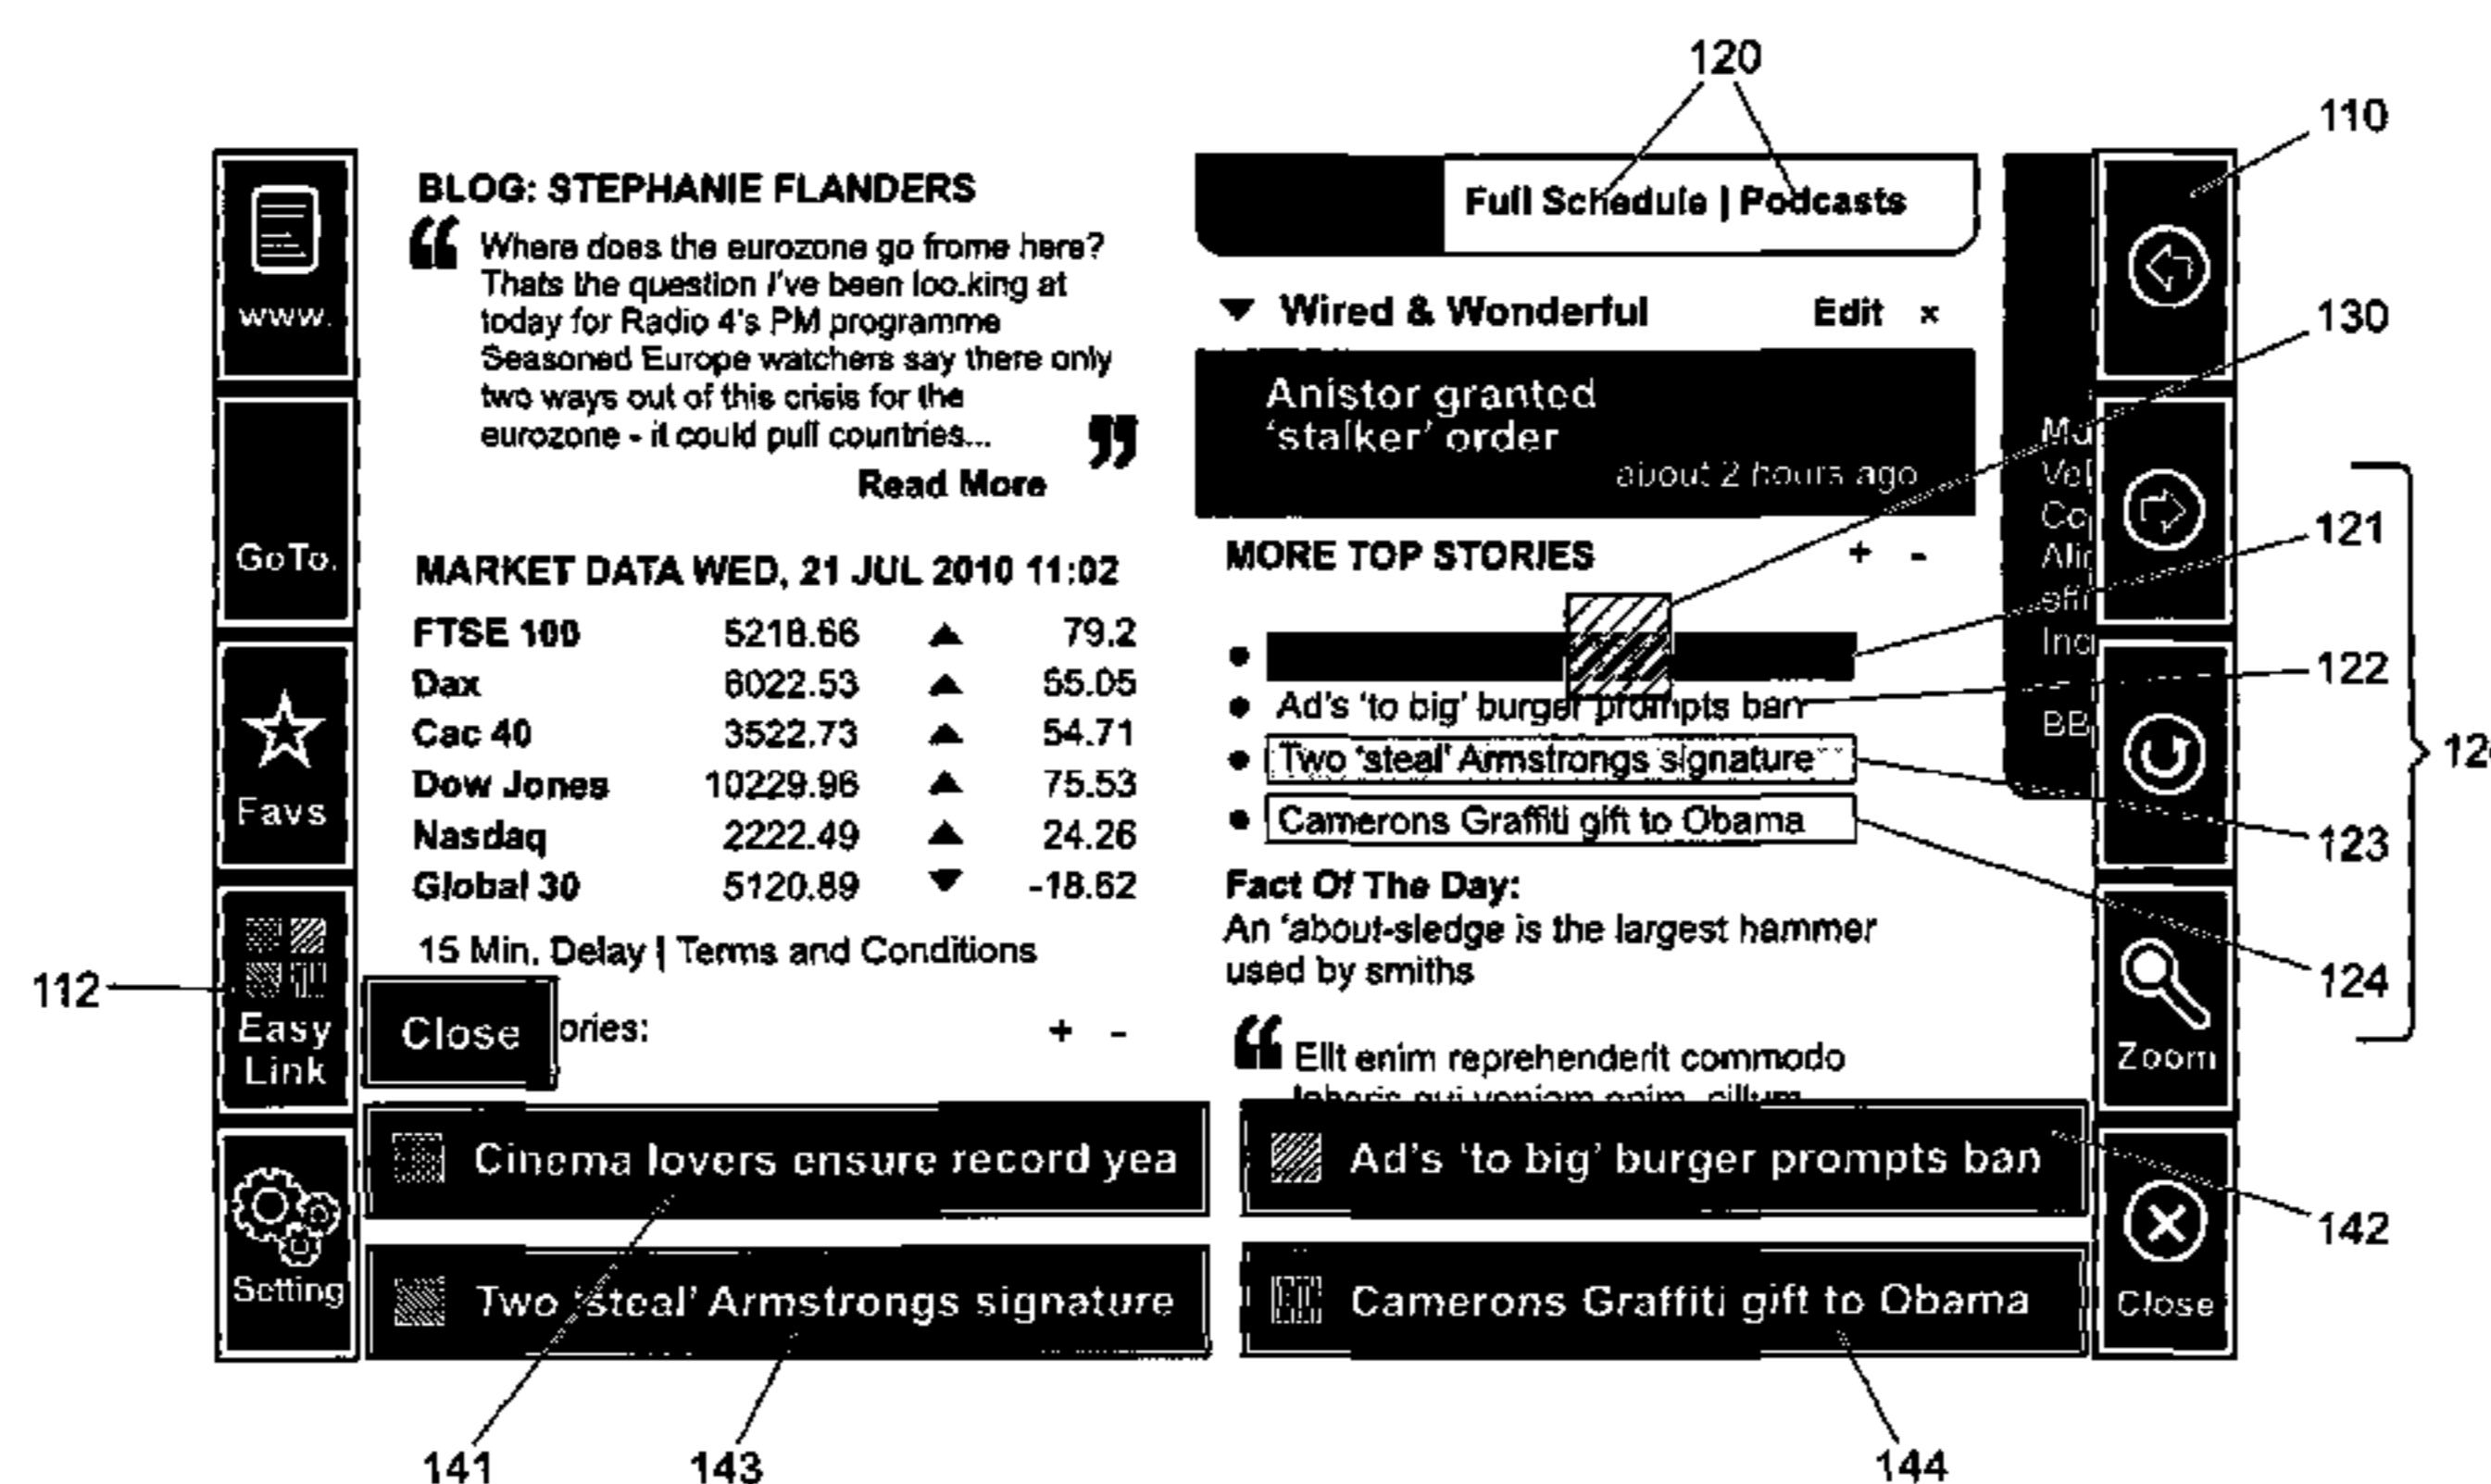 120
110
www.
GoTo.
Favs
Easy
Link
Setting
112
BLOG: STEPHANIE FLANDERS
“ Where does the eurozone go frome here?
Thats the question I've been loo.king at
today for Radio 4's PM programme
Seasoned Europe watchers say there only
two ways out of this crisis for the
eurozone - it could pull countries... ”
Read More
MARKET DATA WED, 21 JUL 2010 11:02
FTSE 100 5218.66 ▲ 79.2
Dax 6022.53 ▲ 55.05
Cac 40 3522.73 ▲ 54.71
Dow Jones 10229.96 ▲ 75.53
Nasdaq 2222.49 ▲ 24.26
Global 30 5120.89 ▼ -18.62
15 Min. Delay | Terms and Conditions
Close ories: + -
Full Schedule | Podcasts
▼ Wired & Wonderful Edit ×
Anistor granted
‘stalker’ order
about 2 hours ago
MORE TOP STORIES + -
• Ad's ‘to big’ burger prompts ban
• Two ‘steal’ Armstrongs signature
• Camerons Graffiti gift to Obama
Fact Of The Day:
An ‘about-sledge is the largest hammer
used by smiths
“ Elit enim reprehenderit commodo
Cinema lovers ensure record yea
Ad's ‘to big’ burger prompts ban
Two ‘steal’ Armstrongs signature
Camerons Graffiti gift to Obama
BB
Zoom
Close
130
121
122
123
124
142
141
143
144